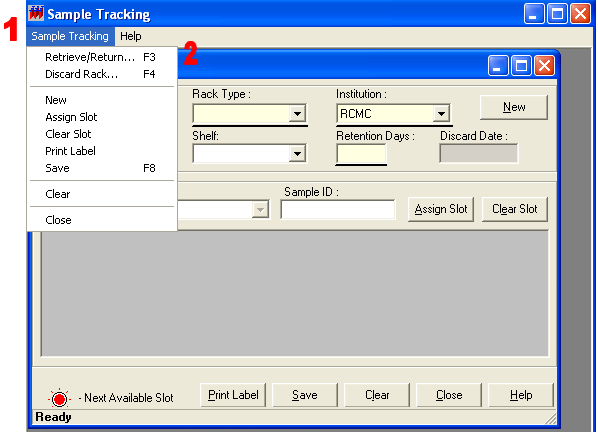 Sample Tracking
1
Sample Tracking Help
2
Retrieve/Return... F3
Discard Rack... F4
New
Assign Slot
Clear Slot
Print Label
Save F8
Clear
Close
Rack Type : Institution :
RCMC New
Shelf: Retention Days : Discard Date :
Sample ID :
Assign Slot Clear Slot
- Next Available Slot Print Label Save Clear Close Help
Ready